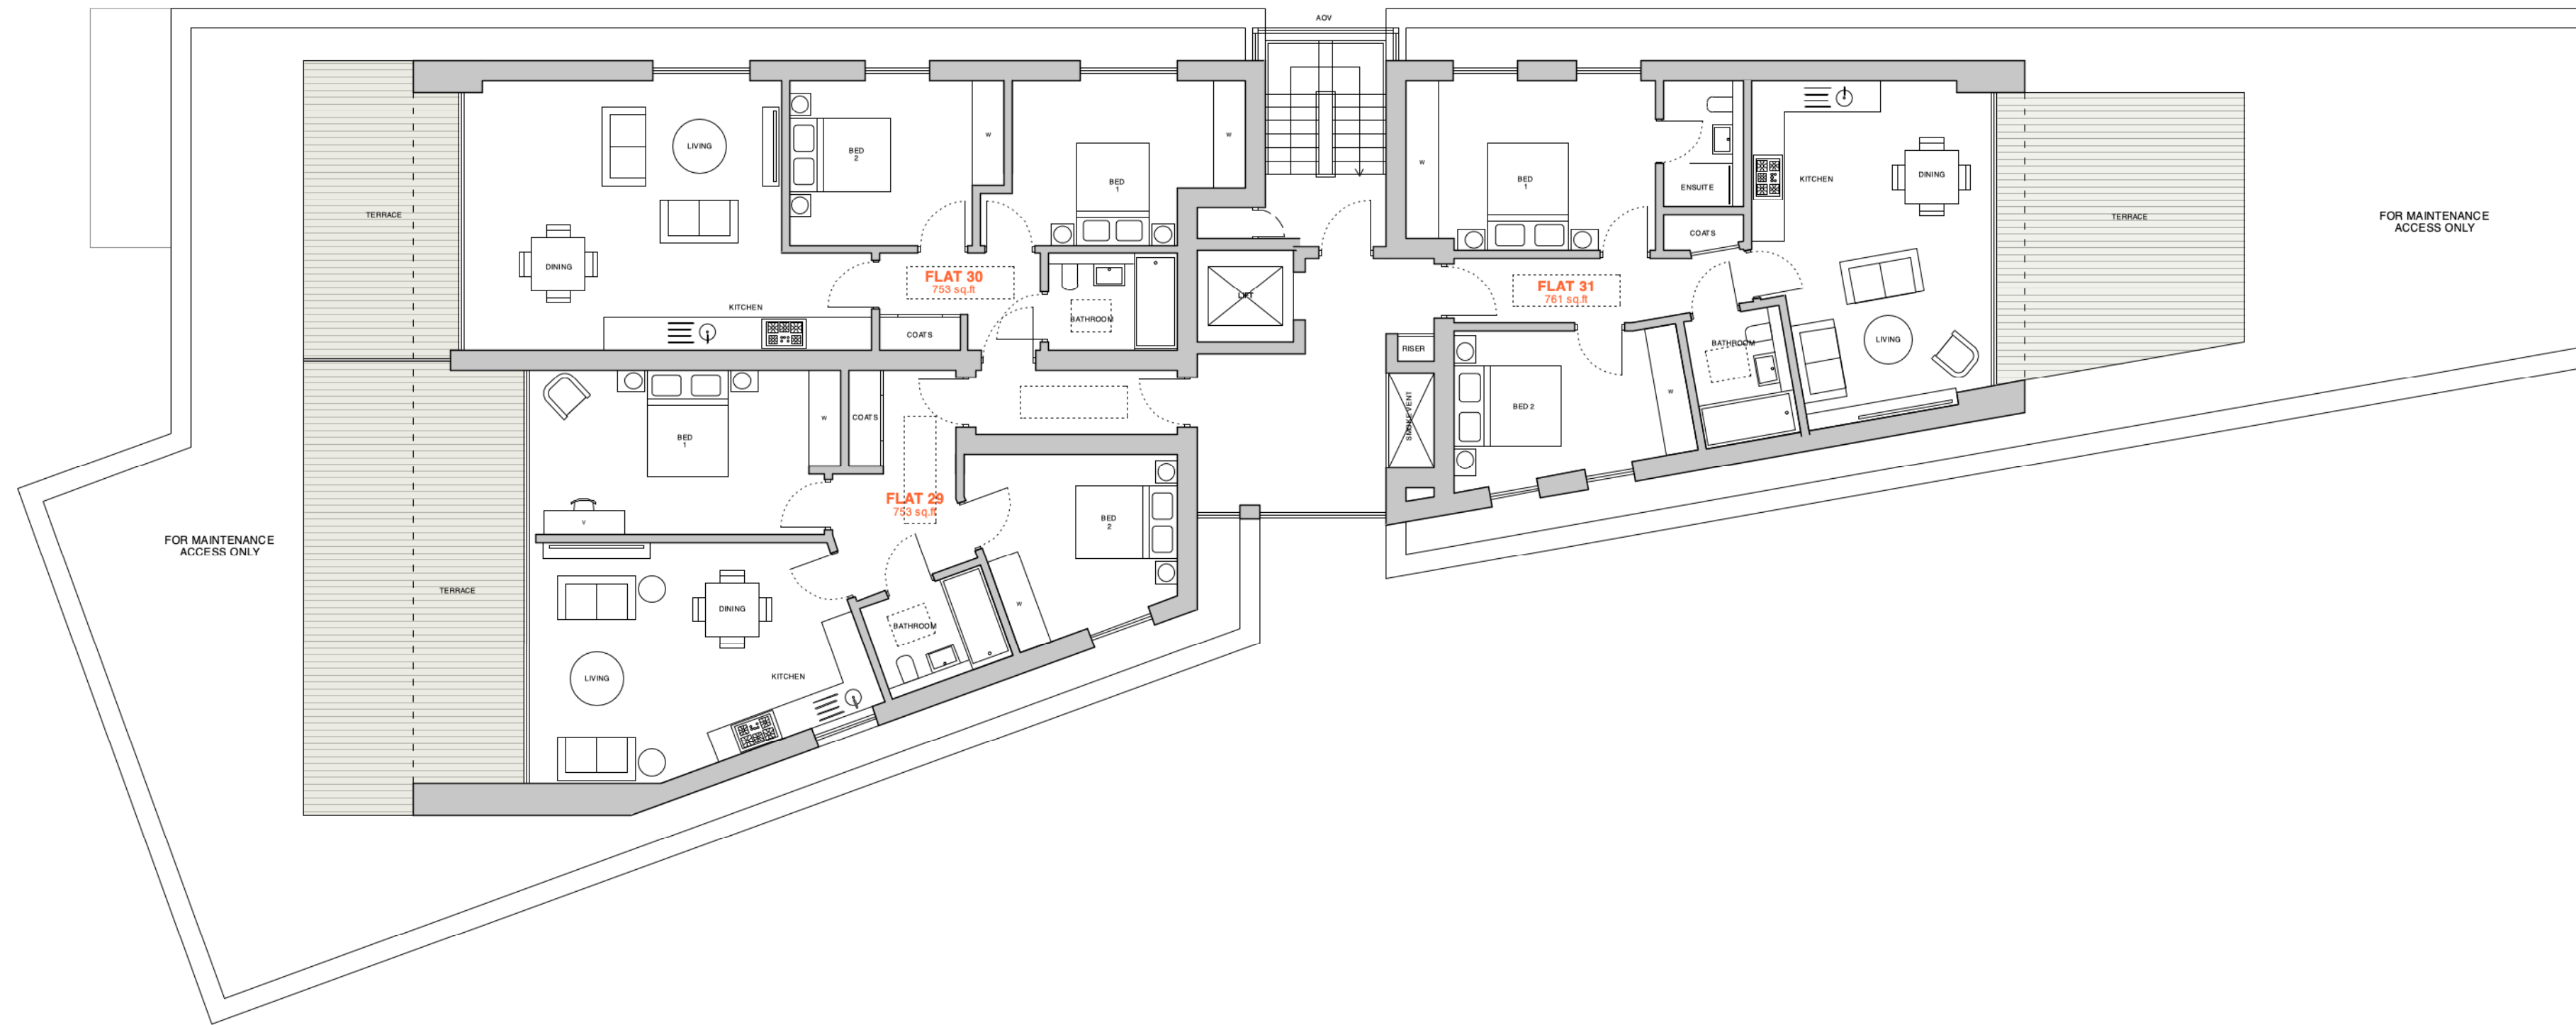 AOV
LIVING
BED
2
W
BED
1
W
W
BED
1
ENSUITE
KITCHEN
DINING
TERRACE
COATS
TERRACE
FOR MAINTENANCE
ACCESS ONLY
DINING
FLAT 30
753 sq.ft
KITCHEN
COATS
BATHROOM
LIFT
FLAT 31
761 sq.ft
RISER
BATHROOM
LIVING
BED 2
W
SMOKE VENT
BED
1
W
COATS
FLAT 29
753 sq.ft
BED
2
V
FOR MAINTENANCE
ACCESS ONLY
TERRACE
DINING
W
BATHROOM
LIVING
KITCHEN